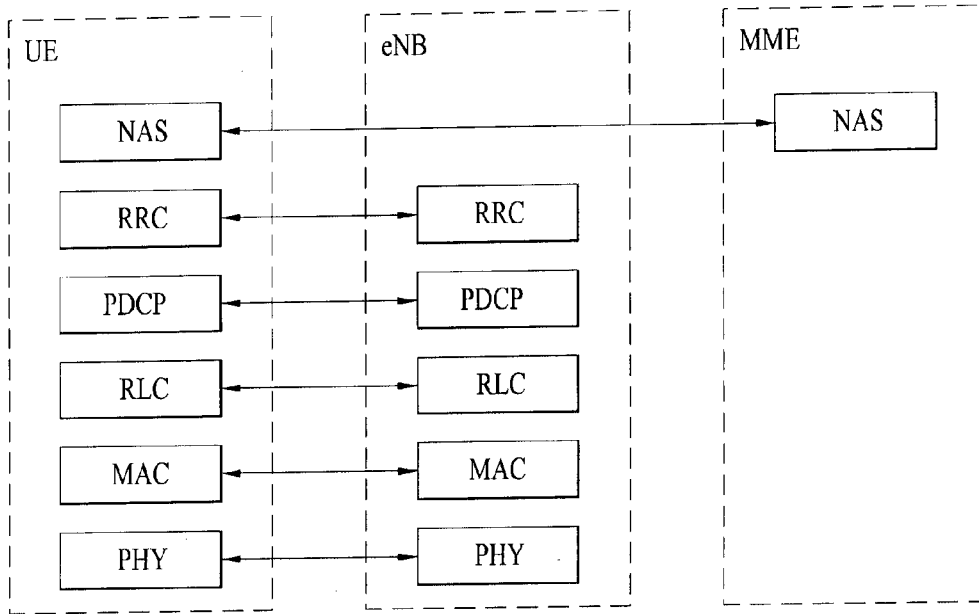 UE
eNB
MME
NAS
NAS
RRC
RRC
PDCP
PDCP
RLC
RLC
MAC
MAC
PHY
PHY